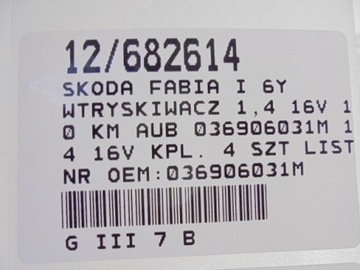 12/682614
SKODA FABIA I 6Y
WTRYSKIWACZ 1,4 16V 1
0 KM AUB 036906031M 1
4 16V KPL. 4 SZT LIST
NR OEM:036906031M
G III 7 B